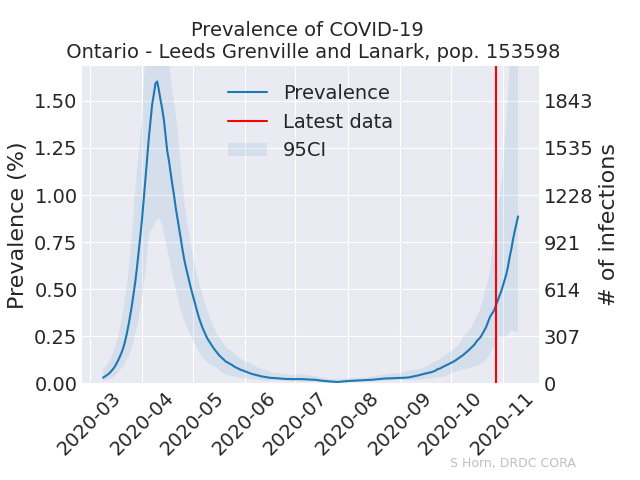 Prevalence of COVID-19
Ontario - Leeds Grenville and Lanark, pop. 153598
Prevalence
Latest data
95CI
Prevalence (%)
1.50
1.25
1.00
0.75
0.50
0.25
0.00
1843
1535
1228
921
614
307
0
# of infections
2020-03
2020-04
2020-05
2020-06
2020-07
2020-08
2020-09
2020-10
2020-11
S Horn, DRDC CORA